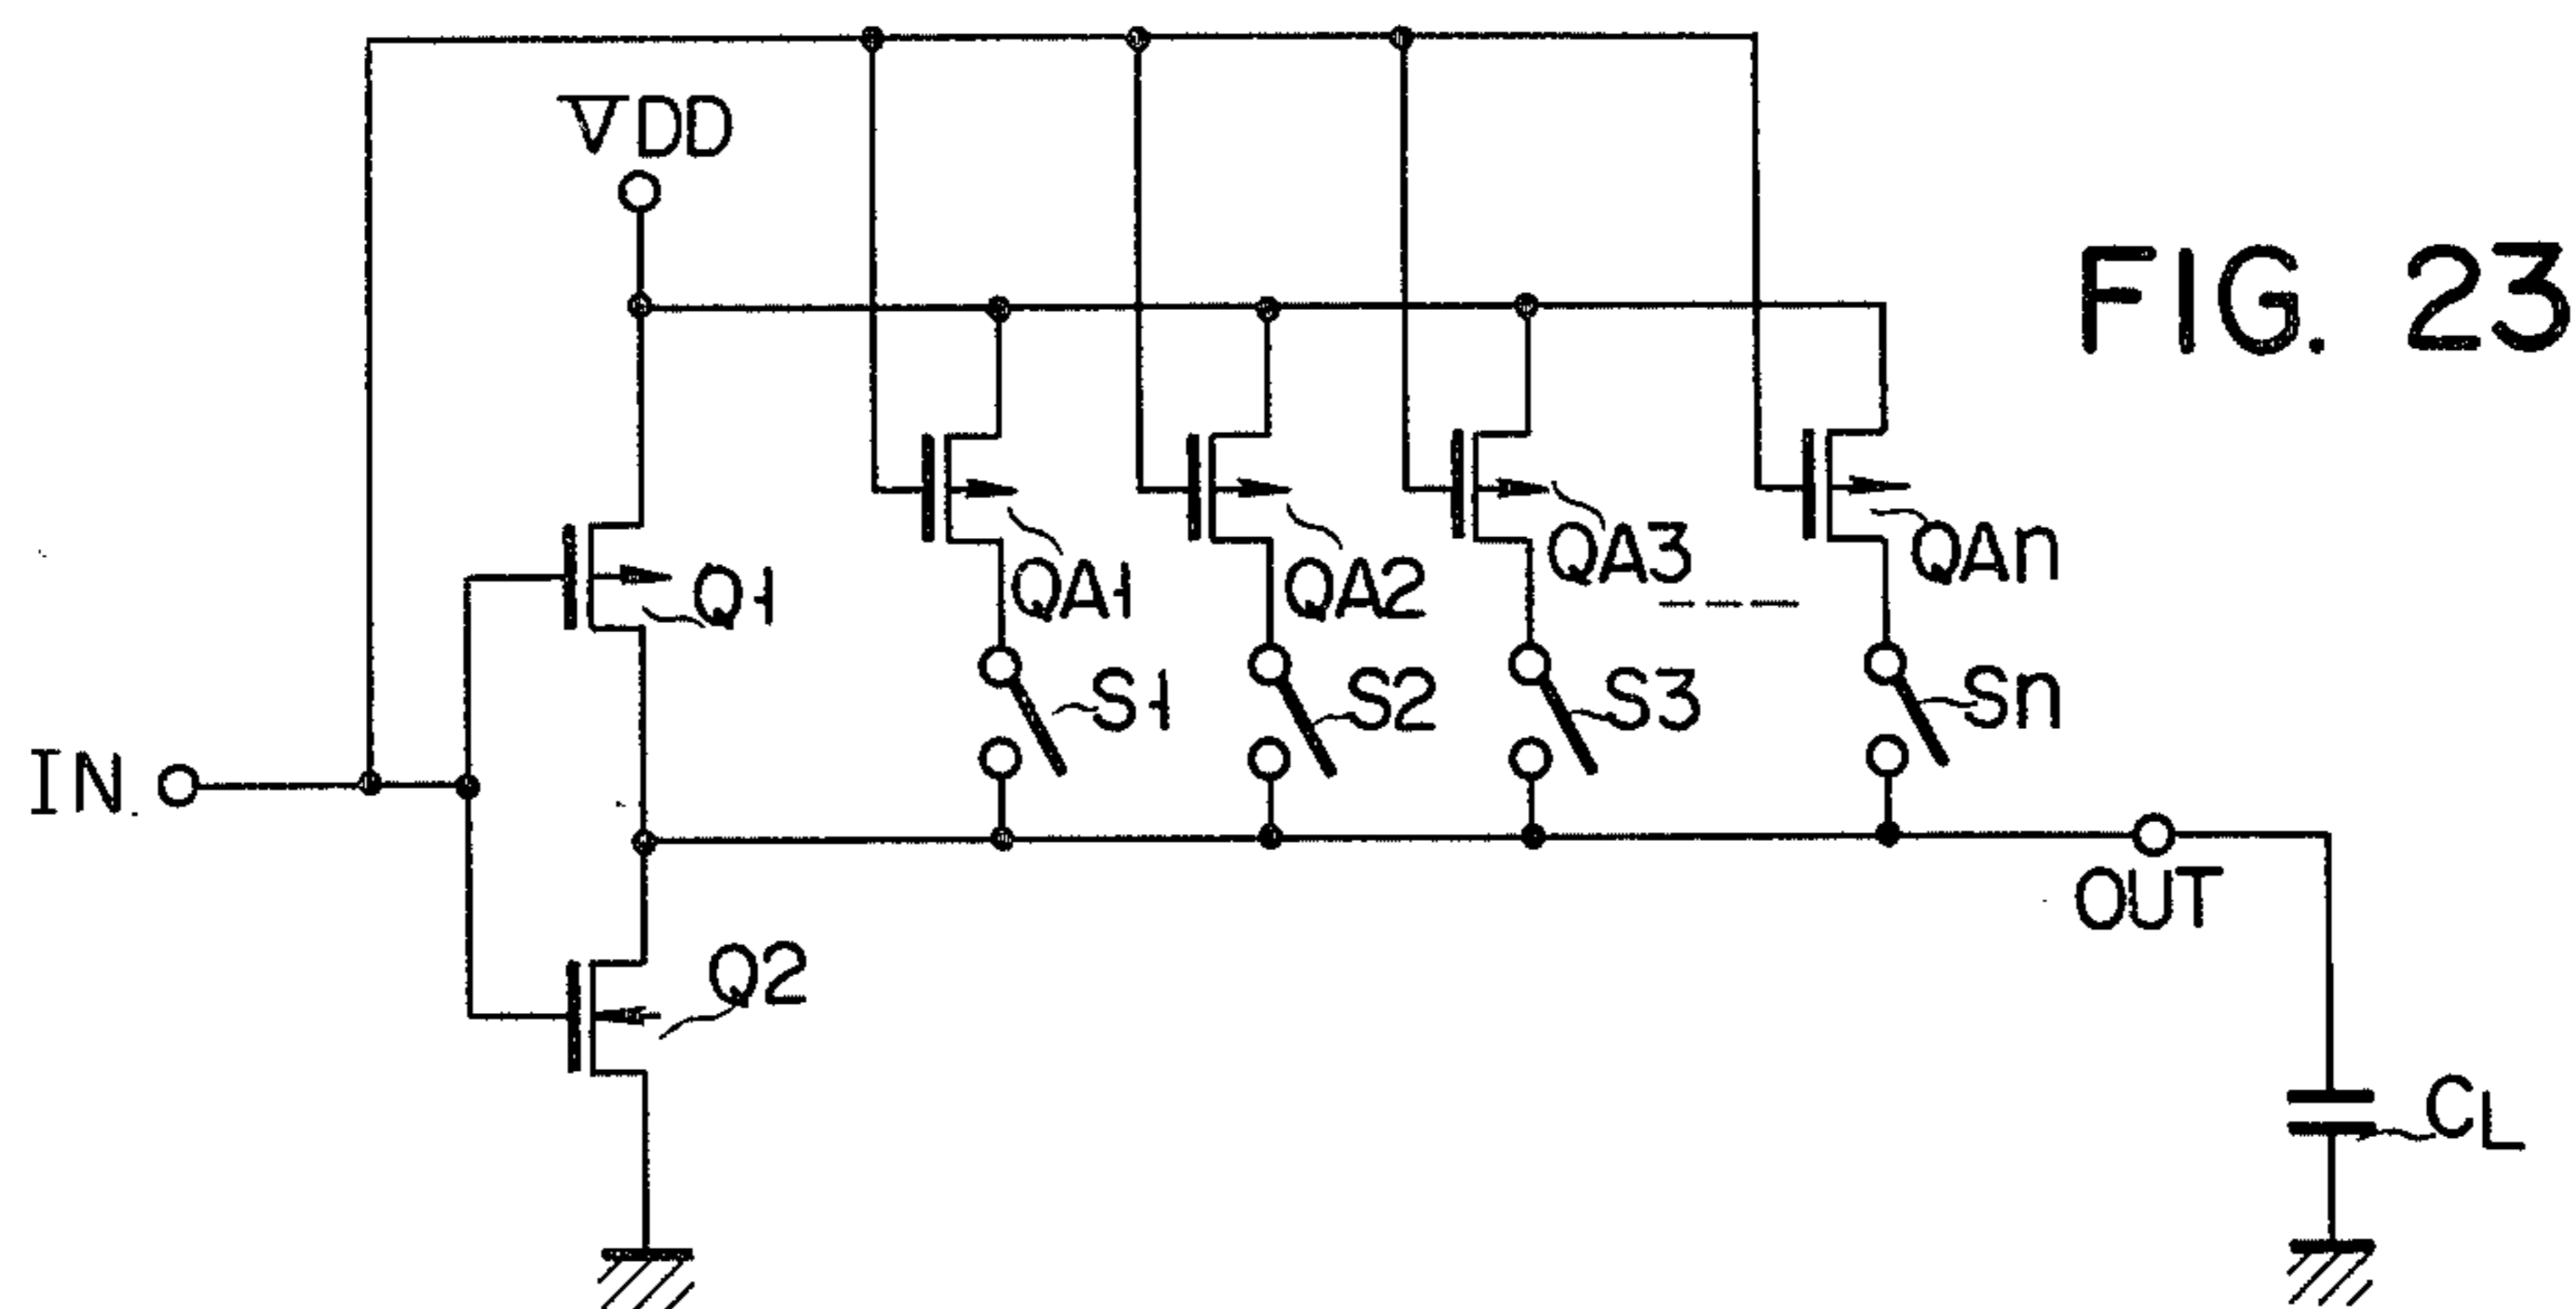 VDD
FIG. 23
Q1
QA1
QA2
QA3
QAn
S1
S2
S3
Sn
IN
OUT
Q2
CL